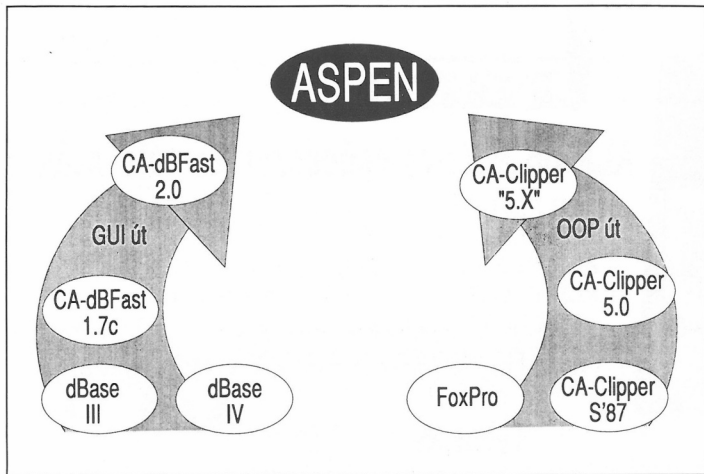 ASPEN
CA-dBFast
2.0
GUI út
CA-dBFast
1.7c
dBase
III
dBase
IV
CA-Clipper
"5.X"
OOP út
CA-Clipper
5.0
FoxPro
CA-Clipper
S'87